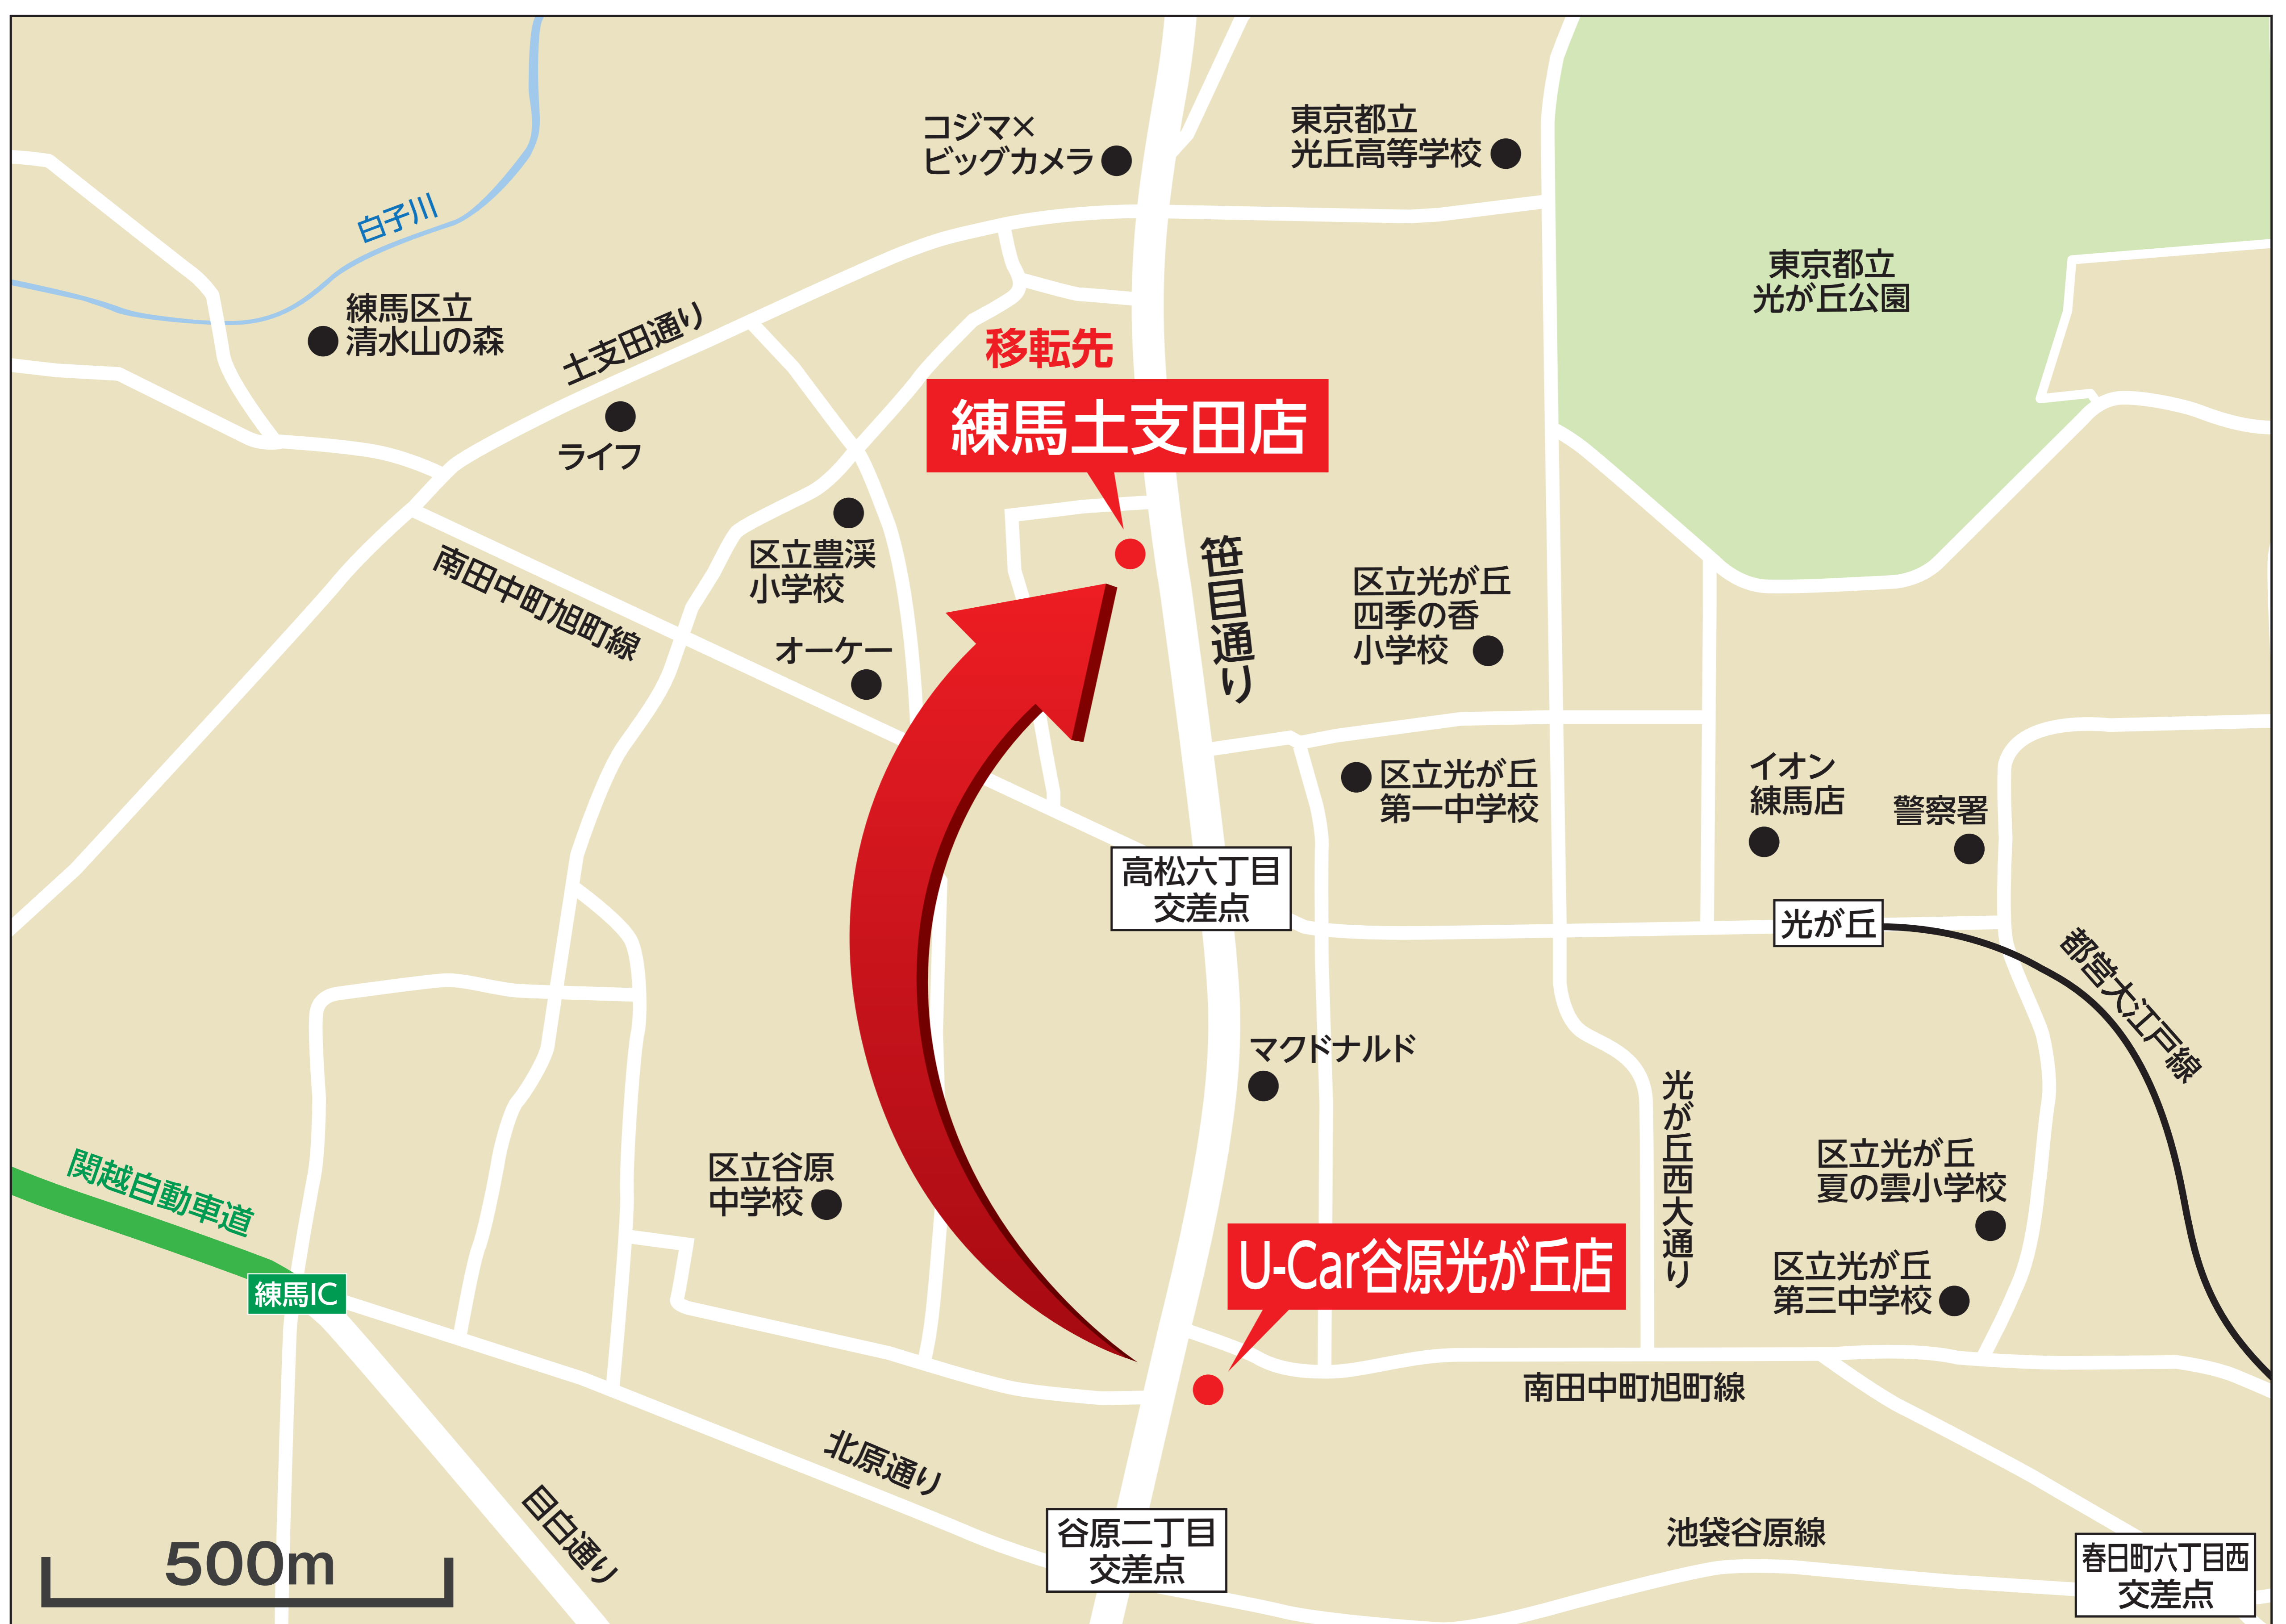 コジマ×
ビッグカメラ
東京都立
光丘高等学校
白子川
東京都立
光が丘公園
練馬区立
清水山の森
土支田通り
移転先
練馬土支田店
ライフ
区立豊渓
小学校
南田中町旭町線
笹目通り
区立光が丘
四季の香
小学校
オーケー
区立光が丘
第一中学校
イオン
練馬店
警察署
高松六丁目
交差点
光が丘
都営大江戸線
マクドナルド
光が丘西大通り
関越自動車道
区立谷原
中学校
区立光が丘
夏の雲小学校
U-Car谷原光が丘店
区立光が丘
第三中学校
練馬IC
南田中町旭町線
北原通り
目白通り
谷原二丁目
交差点
池袋谷原線
春日町六丁目西
交差点
500m